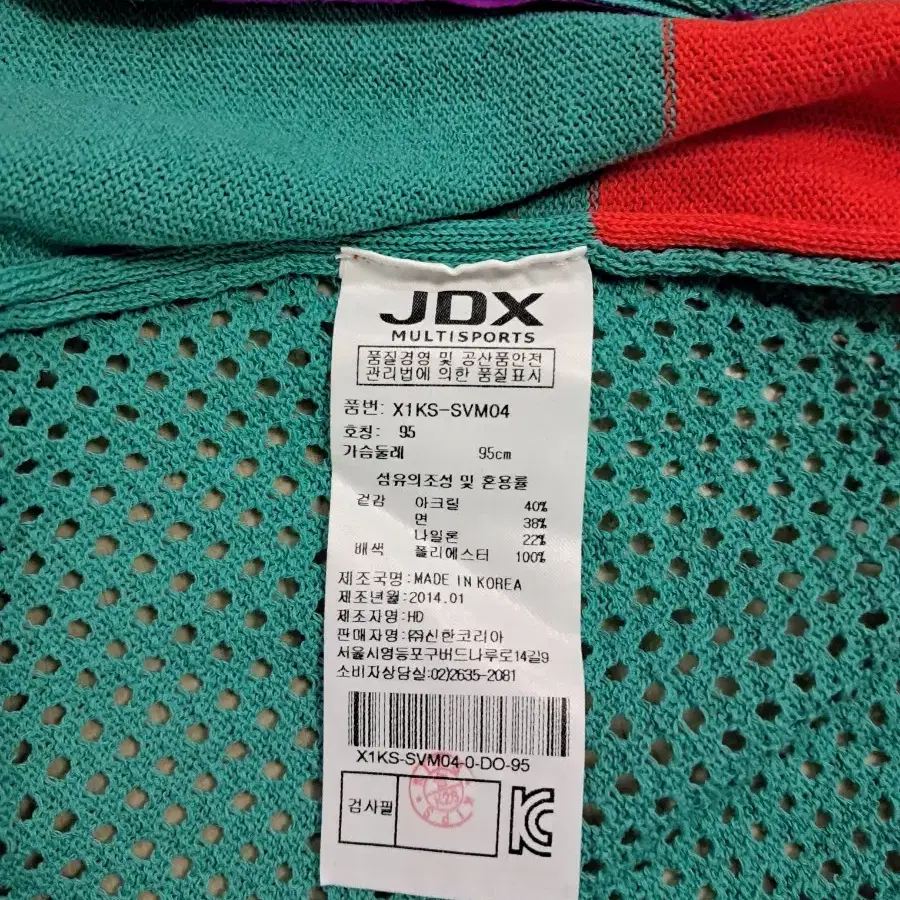 JDX
MULTISPORTS
품질경영 및 공산품안전
관리법에 의한 품질표시
품번: X1KS-SVM04
호칭: 95
가슴둘레 95cm
섬유의조성 및 혼용률
겉감 아크릴 40%
면 38%
나일론 22%
배색 폴리에스터 100%
제조국명:MADE IN KOREA
제조년월:2014.01
제조자명:HD
판매자명:㈜신한코리아
서울시영등포구버드나루로14길9
소비자상담실:02)2635-2081
X1KS-SVM04-0-DO-95
검사필